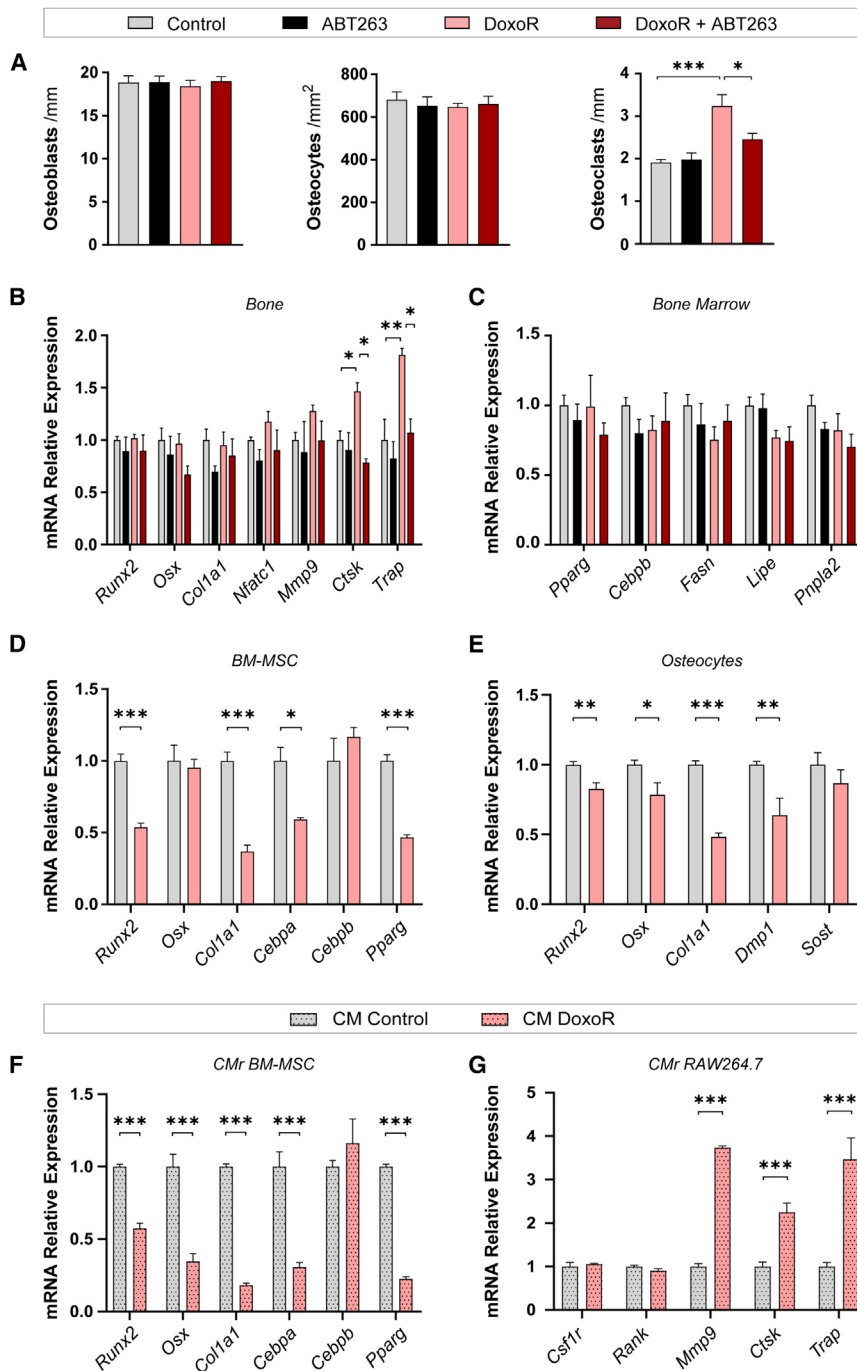 Control ABT263 DoxoR DoxoR + ABT263
A
Osteoblasts /mm
20
15
10
5
0
Osteocytes /mm2
800
600
400
200
0
Osteoclasts /mm
4
3
2
1
0
*** *
B
Bone
mRNA Relative Expression
2.0
1.5
1.0
0.5
0.0
* * ** *
Runx2 Osx Col1a1 Nfatc1 Mmp9 Ctsk Trap
C
Bone Marrow
mRNA Relative Expression
1.5
1.0
0.5
0.0
Pparg Cebpb Fasn Lipe Pnpla2
D
BM-MSC
mRNA Relative Expression
1.5
1.0
0.5
0.0
*** *** * ***
Runx2 Osx Col1a1 Cebpa Cebpb Pparg
E
Osteocytes
mRNA Relative Expression
1.5
1.0
0.5
0.0
** * *** **
Runx2 Osx Col1a1 Dmp1 Sost
CM Control CM DoxoR
F
CMr BM-MSC
mRNA Relative Expression
1.5
1.0
0.5
0.0
*** *** *** *** ***
Runx2 Osx Col1a1 Cebpa Cebpb Pparg
G
CMr RAW264.7
mRNA Relative Expression
5
4
3
2
1
0
*** *** ***
Csf1r Rank Mmp9 Ctsk Trap